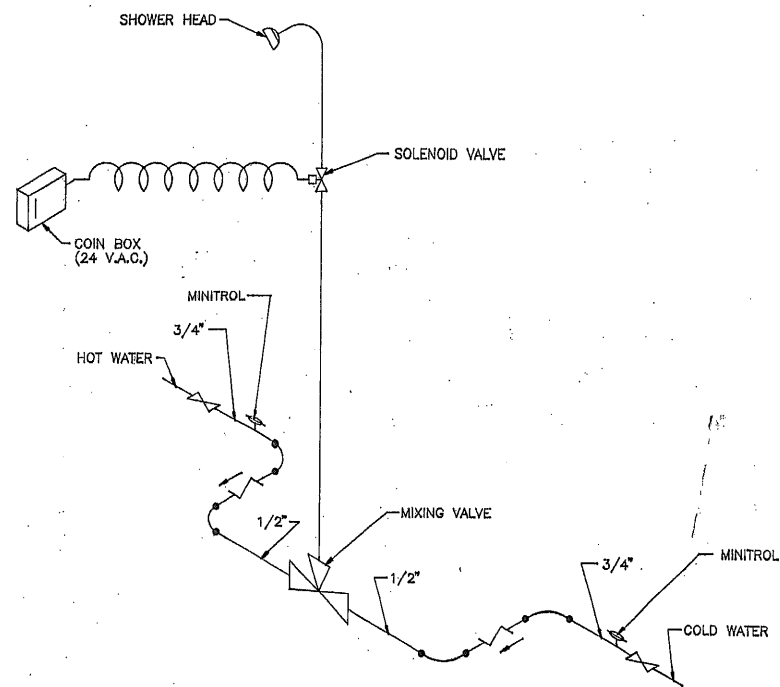 SHOWER HEAD
SOLENOID VALVE
COIN BOX
(24 V.A.C.)
MINITROL
3/4"
HOT WATER
1/2"
MIXING VALVE
1/2"
3/4"
MINITROL
COLD WATER